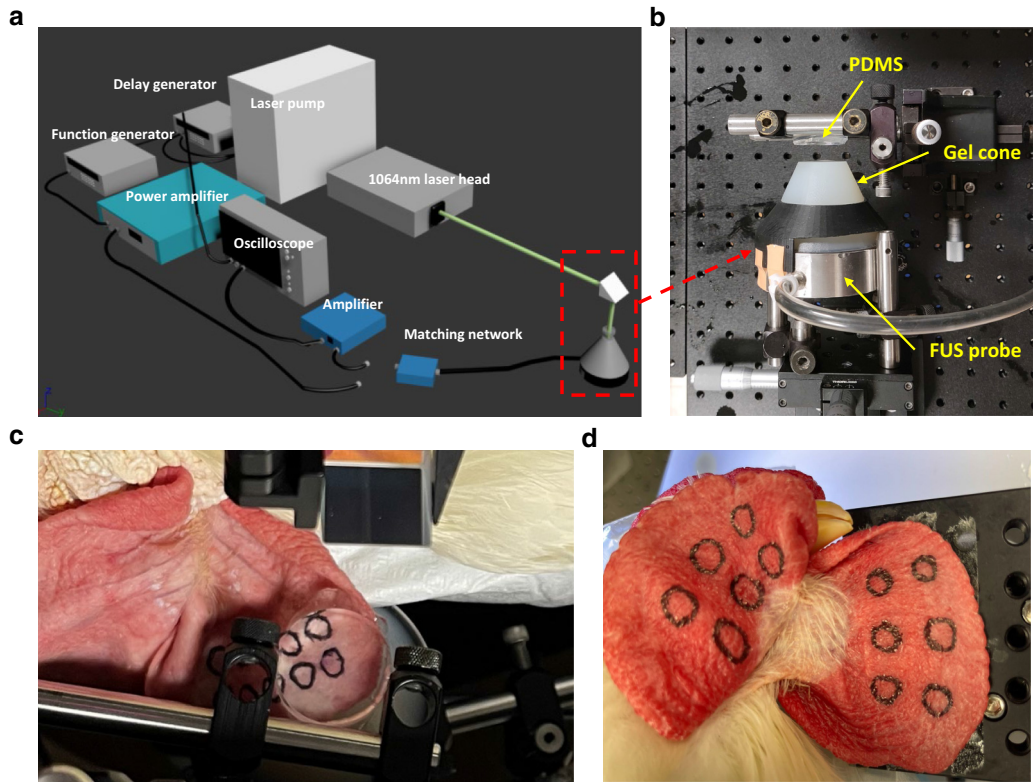 a
b
Delay generator
Laser pump
Function generator
1064nm laser head
Power amplifier
Oscilloscope
Amplifier
Matching network
PDMS
Gel cone
FUS probe
c
d